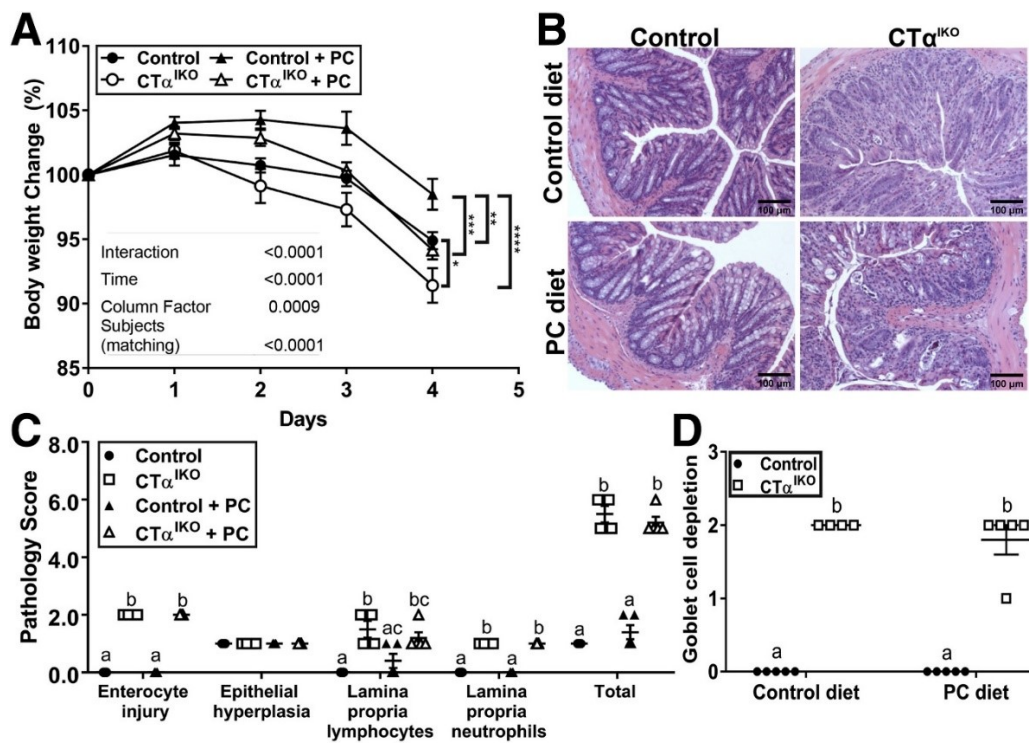 A
110
105
100
95
90
85
Body weight Change (%)
Control
Control + PC
CTα^IKO
CTα^IKO + PC
Interaction <0.0001
Time <0.0001
Column Factor 0.0009
Subjects
(matching) <0.0001
*
***
**
****
0 1 2 3 4 5
Days
B
Control CTα^IKO
Control diet
100 µm
100 µm
PC diet
100 µm
100 µm
C
8.0
6.0
4.0
2.0
0.0
Pathology Score
Control
CTα^IKO
Control + PC
CTα^IKO + PC
b b
b b
a
b
bc
ac
b b
a
a a
a
a a
Enterocyte
injury
Epithelial
hyperplasia
Lamina
propria
lymphocytes
Lamina
propria
neutrophils
Total
D
3
2
1
0
Goblet cell depletion
Control
CTα^IKO
b b
a a
Control diet PC diet